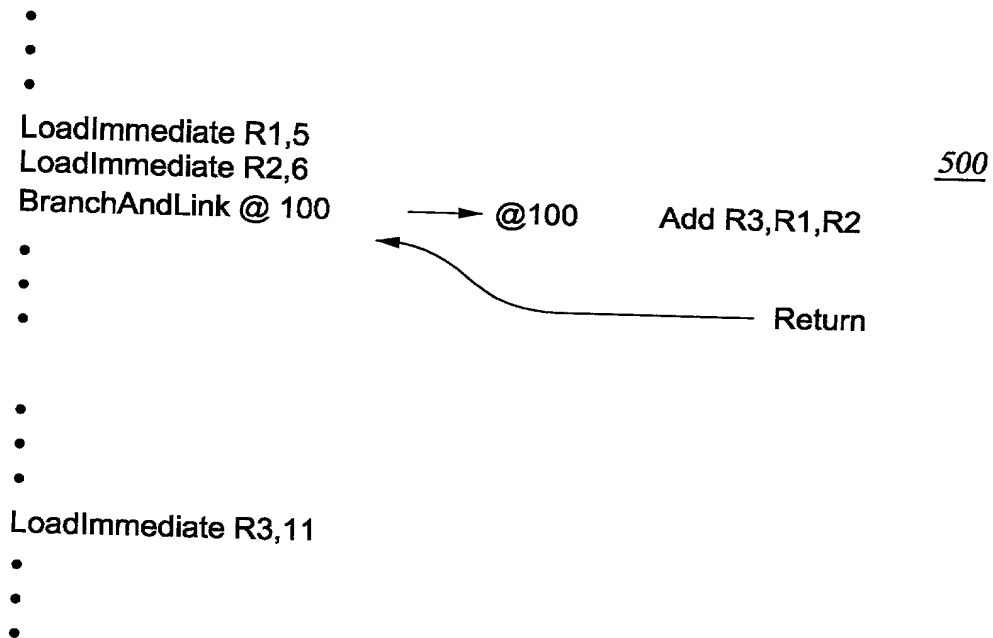 LoadImmediate R1,5
LoadImmediate R2,6
500
BranchAndLink @ 100 @100 Add R3,R1,R2
Return
LoadImmediate R3,11